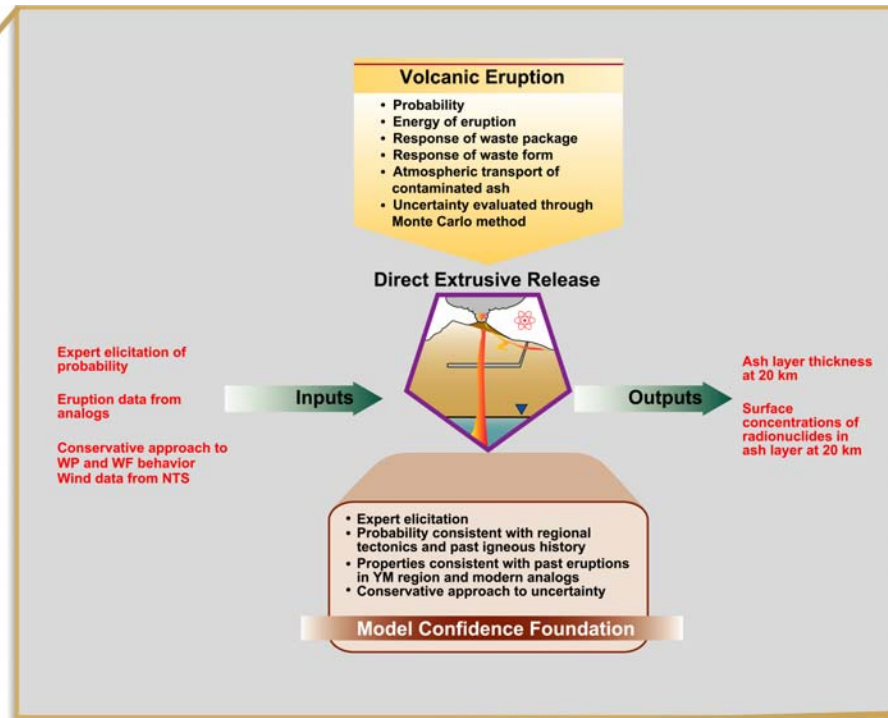 Volcanic Eruption
• Probability
• Energy of eruption
• Response of waste package
• Response of waste form
• Atmospheric transport of
contaminated ash
• Uncertainty evaluated through
Monte Carlo method
Direct Extrusive Release
Expert elicitation of
probability
Eruption data from
analogs
Conservative approach to
WP and WF behavior
Wind data from NTS
Inputs
Outputs
Ash layer thickness
at 20 km
Surface
concentrations of
radionuclides in
ash layer at 20 km
• Expert elicitation
• Probability consistent with regional
tectonics and past igneous history
• Properties consistent with past eruptions
in YM region and modern analogs
• Conservative approach to uncertainty
Model Confidence Foundation